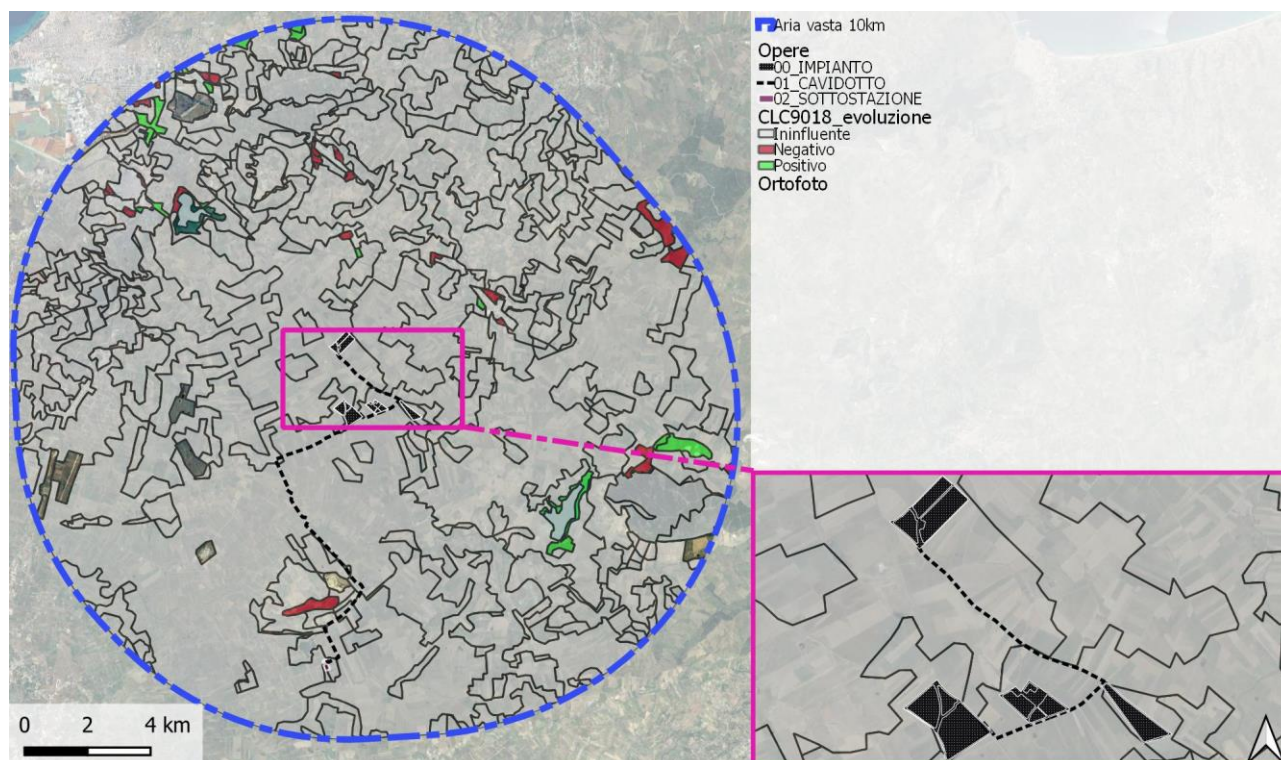 Aria vasta 10km
Opere
00_IMPIANTO
01_CAVIDOTTO
02_SOTTOSTAZIONE
CLC9018_evoluzione
Ininfluente
Negativo
Positivo
Ortofoto
0 2 4 km